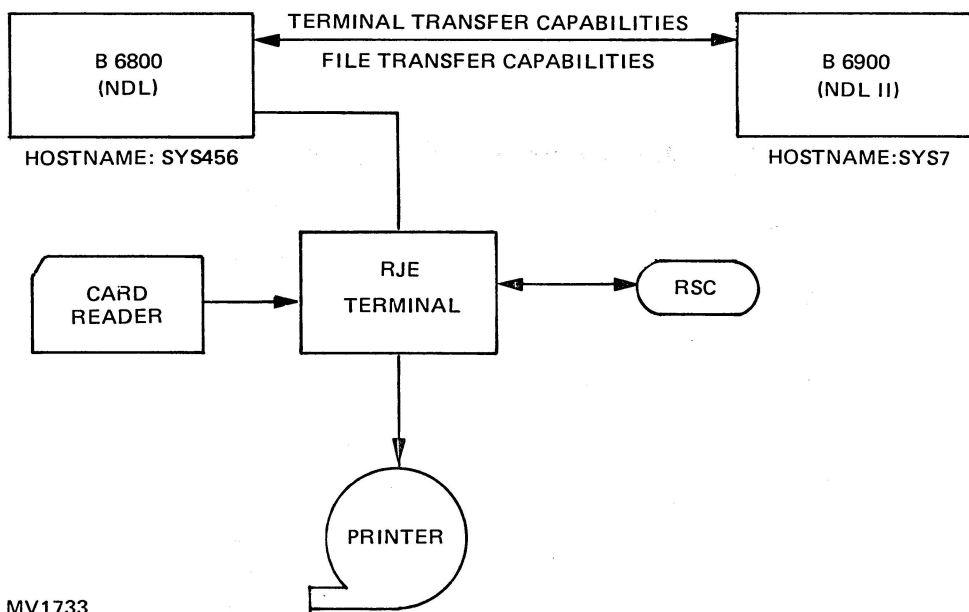 TERMINAL TRANSFER CAPABILITIES
FILE TRANSFER CAPABILITIES
B 6800
(NDL)
B 6900
(NDL II)
HOSTNAME: SYS456
HOSTNAME:SYS7
RJE
TERMINAL
CARD
READER
RSC
PRINTER
MV1733